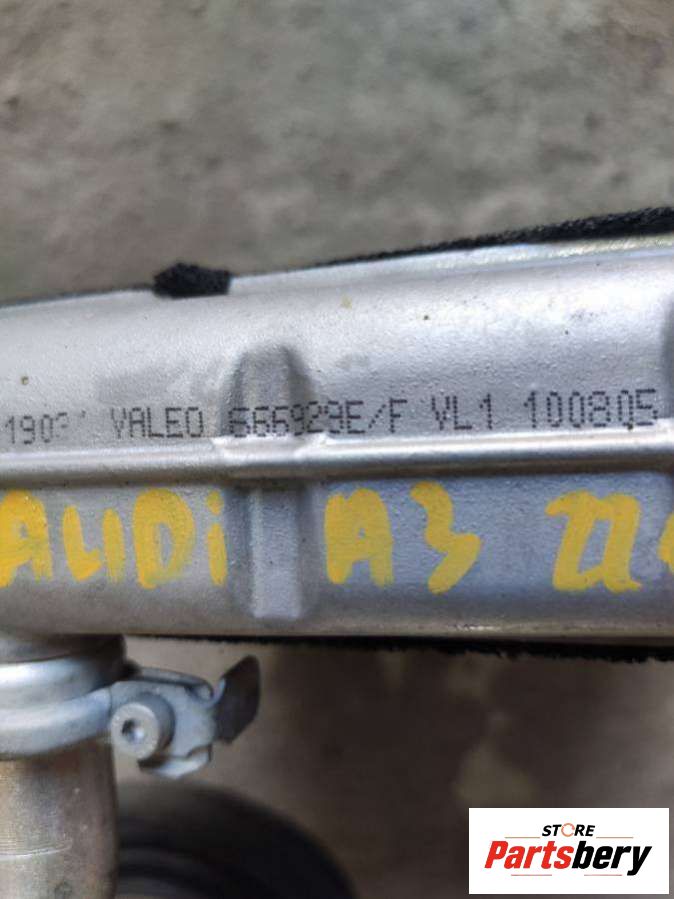 VALEO 666929E/F VL1 100805
AUDI A3
STORE
Partsbery